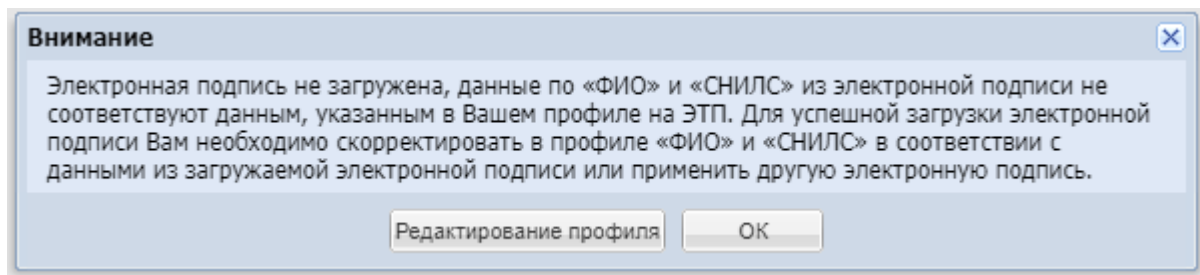 Внимание
Электронная подпись не загружена, данные по «ФИО» и «СНИЛС» из электронной подписи не
соответствуют данным, указанным в Вашем профиле на ЭТП. Для успешной загрузки электронной
подписи Вам необходимо скорректировать в профиле «ФИО» и «СНИЛС» в соответствии с
данными из загружаемой электронной подписи или применить другую электронную подпись.
Редактирование профиля
ОК